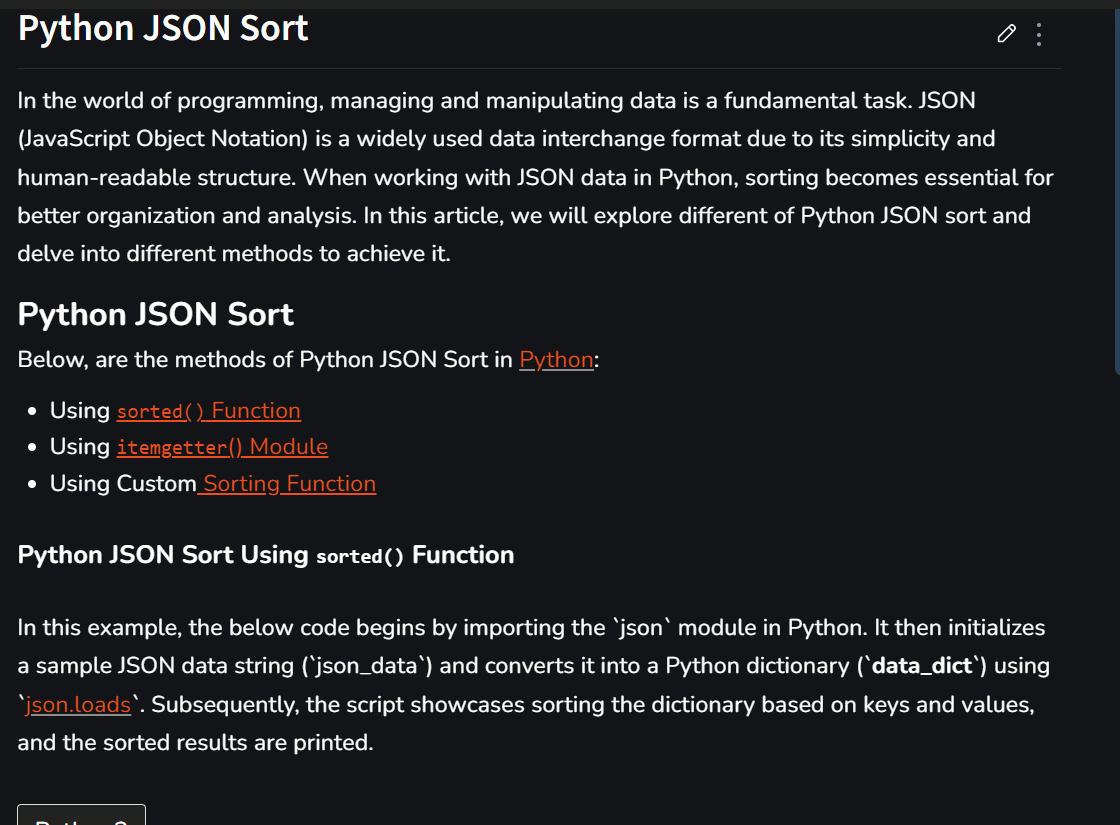 Python JSON Sort
In the world of programming, managing and manipulating data is a fundamental task. JSON
(JavaScript Object Notation) is a widely used data interchange format due to its simplicity and
human-readable structure. When working with JSON data in Python, sorting becomes essential for
better organization and analysis. In this article, we will explore different of Python JSON sort and
delve into different methods to achieve it.
Python JSON Sort
Below, are the methods of Python JSON Sort in Python:
• Using sorted() Function
• Using itemgetter() Module
• Using Custom Sorting Function
Python JSON Sort Using sorted() Function
In this example, the below code begins by importing the `json` module in Python. It then initializes
a sample JSON data string (`json_data`) and converts it into a Python dictionary (`data_dict`) using
`json.loads`. Subsequently, the script showcases sorting the dictionary based on keys and values,
and the sorted results are printed.